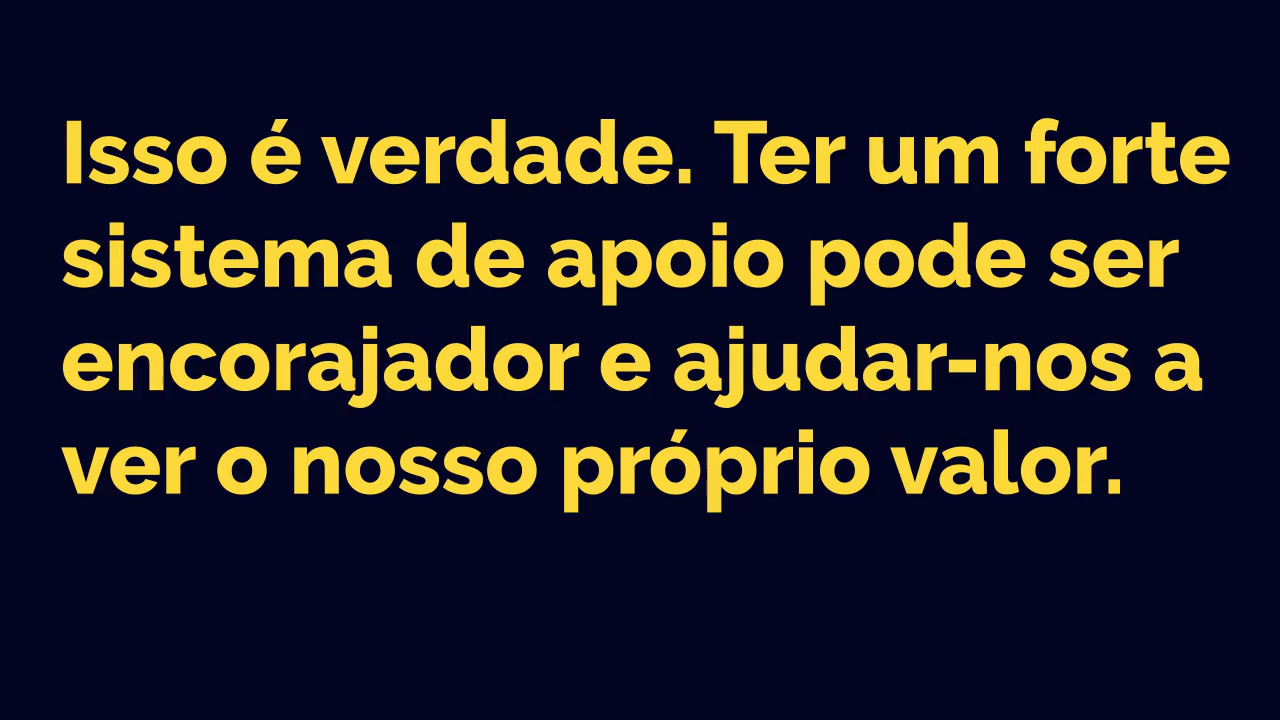 Isso é verdade. Ter um forte
sistema de apoio pode ser
encorajador e ajudar-nos a
ver o nosso próprio valor.